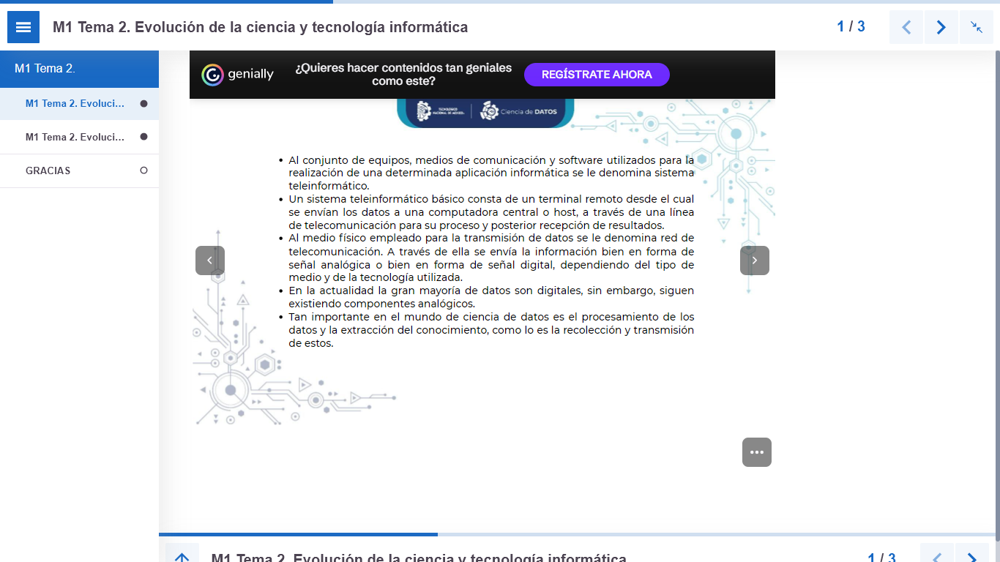 M1 Tema 2. Evolución de la ciencia y tecnología informática
1 / 3
M1 Tema 2.
M1 Tema 2. Evoluci...
M1 Tema 2. Evoluci...
GRACIAS
genially
¿Quieres hacer contenidos tan geniales
como este?
REGÍSTRATE AHORA
TECNOLÓGICO
NACIONAL DE MÉXICO
Ciencia de DATOS
• Al conjunto de equipos, medios de comunicación y software utilizados para la
realización de una determinada aplicación informática se le denomina sistema
teleinformático.
• Un sistema teleinformático básico consta de un terminal remoto desde el cual
se envían los datos a una computadora central o host, a través de una línea
de telecomunicación para su proceso y posterior recepción de resultados.
• Al medio físico empleado para la transmisión de datos se le denomina red de
telecomunicación. A través de ella se envía la información bien en forma de
señal analógica o bien en forma de señal digital, dependiendo del tipo de
medio y de la tecnología utilizada.
• En la actualidad la gran mayoría de datos son digitales, sin embargo, siguen
existiendo componentes analógicos.
• Tan importante en el mundo de ciencia de datos es el procesamiento de los
datos y la extracción del conocimiento, como lo es la recolección y transmisión
de estos.
M1 Tema 2. Evolución de la ciencia y tecnología informática
1 / 3